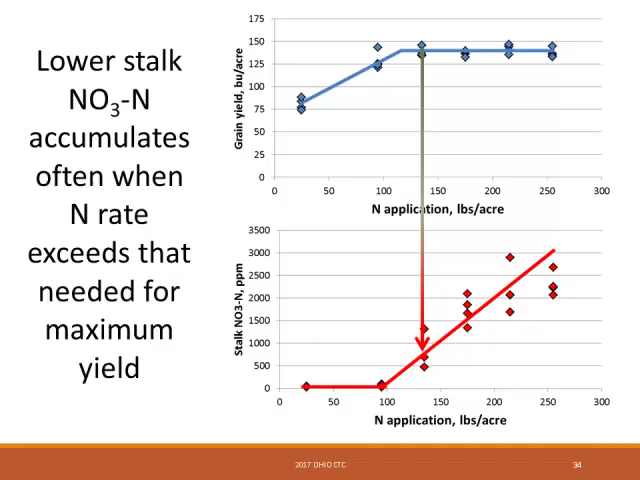 Lower stalk
NO₃-N
accumulates
often when
N rate
exceeds that
needed for
maximum
yield
Grain yield, bu/acre
175
150
125
100
75
50
25
0
0 50 100 150 200 250 300
N application, lbs/acre
Stalk NO3-N, ppm
3500
3000
2500
2000
1500
1000
500
0
0 50 100 150 200 250 300
N application, lbs/acre
2017 OHIO CTC
34